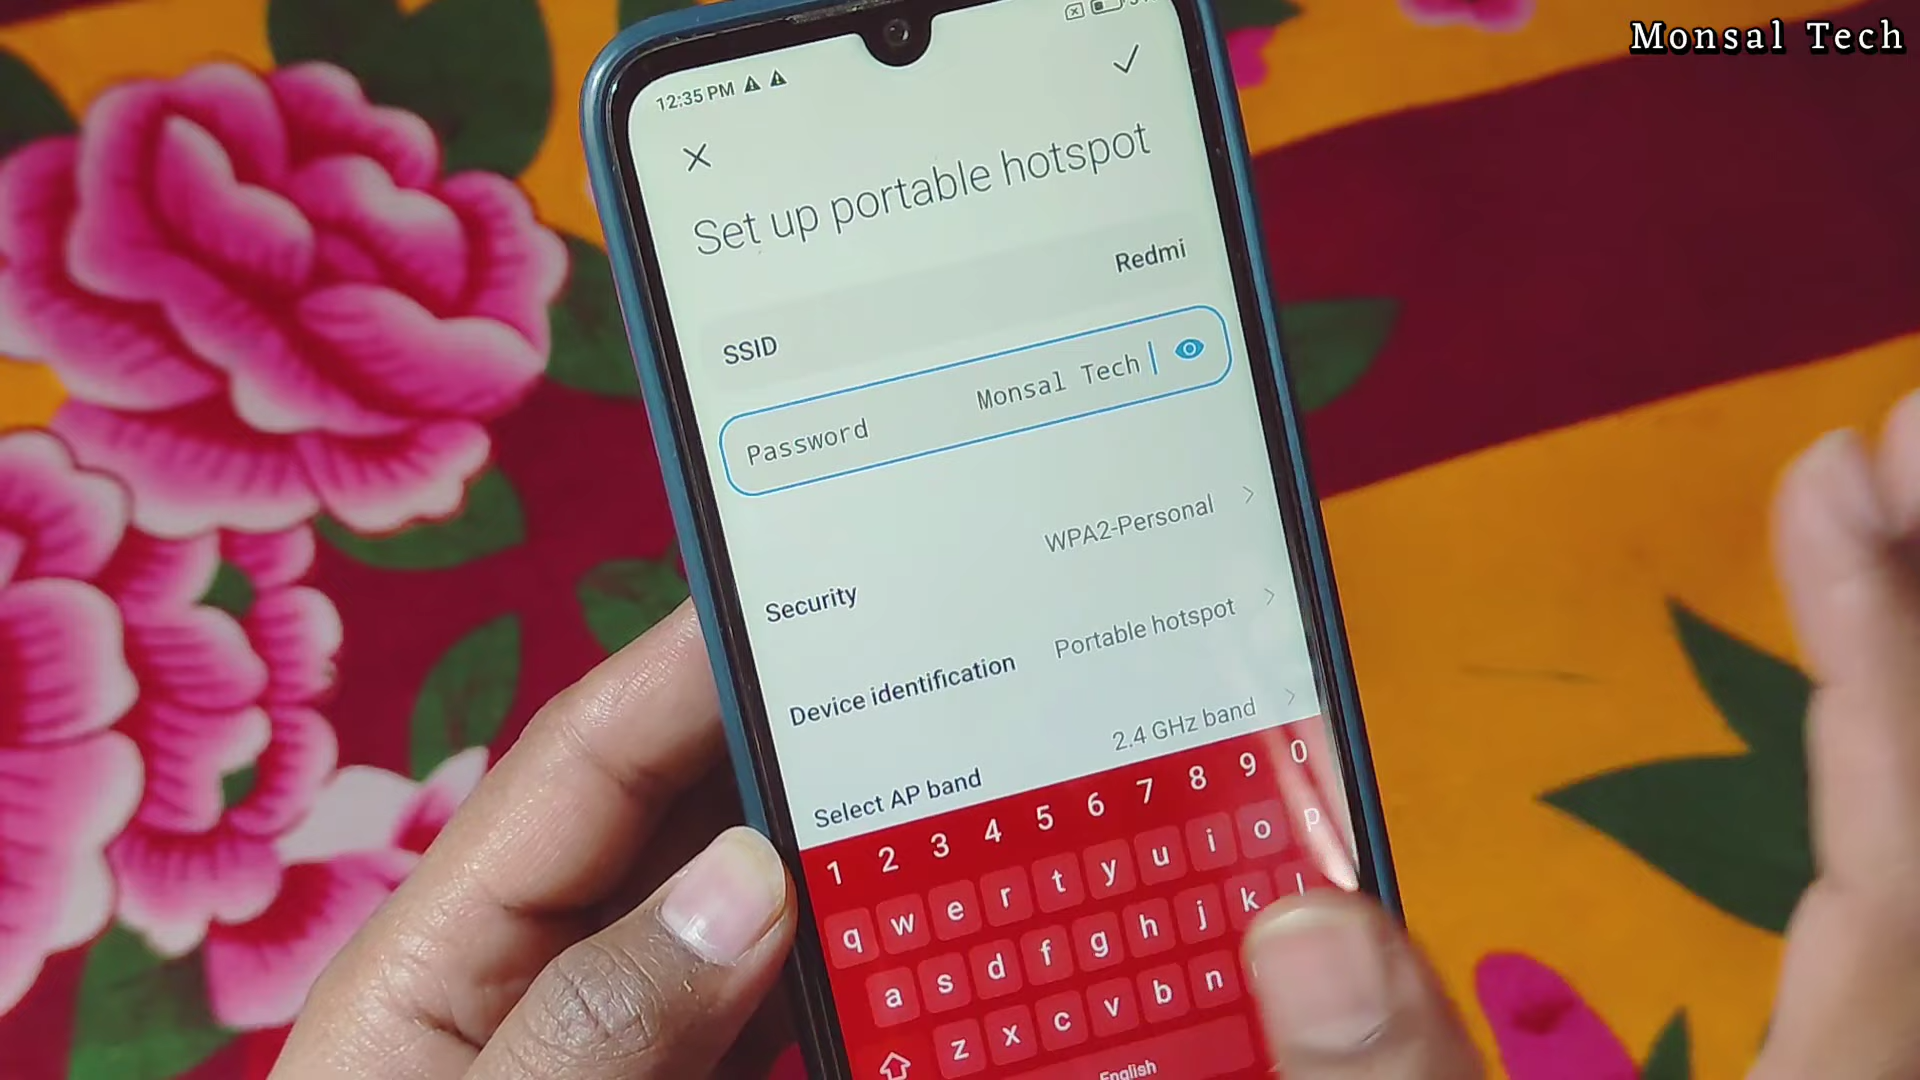 Monsal Tech
12:35 PM
Set up portable hotspot
SSID Redmi
Password Monsal Tech
Security WPA2-Personal
Device identification Portable hotspot
Select AP band 2.4 GHz band
1 2 3 4 5 6 7 8 9 0
q w e r t y u i o p
a s d f g h j k l
z x c v b n
English